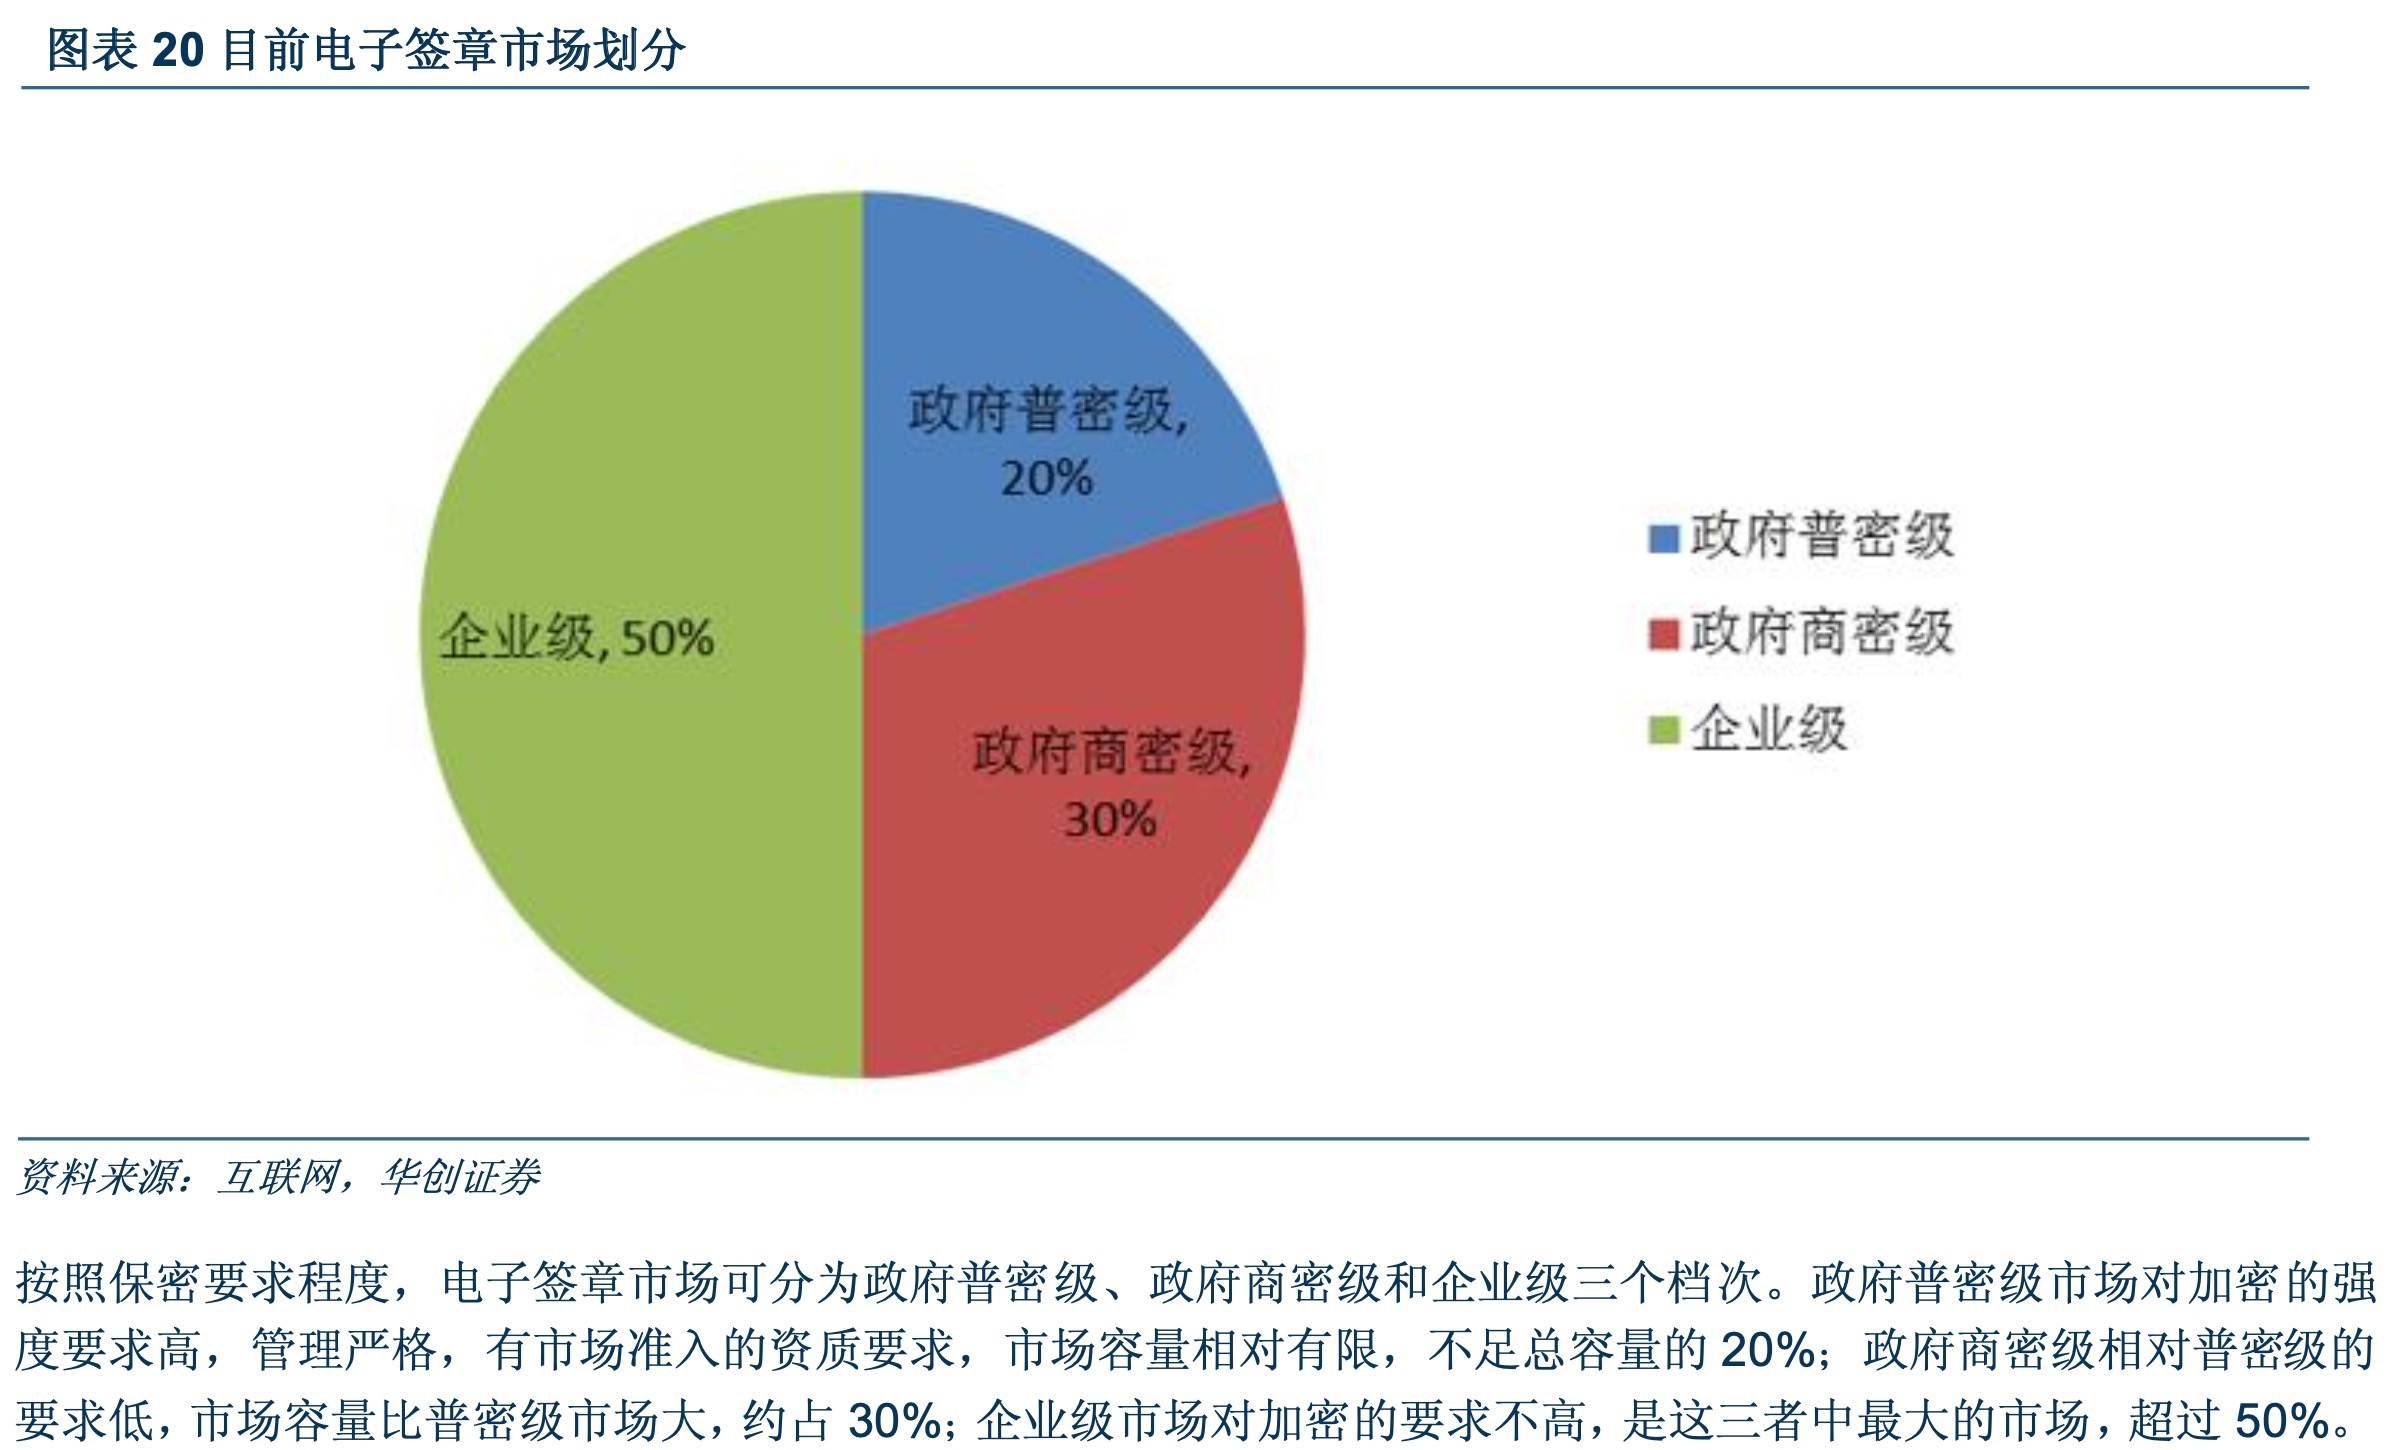 图表 20 目前电子签章市场划分
政府普密级,
20%
企业级, 50%
政府商密级,
30%
政府普密级
政府商密级
企业级
资料来源：互联网，华创证券
按照保密要求程度，电子签章市场可分为政府普密级、政府商密级和企业级三个档次。政府普密级市场对加密的强
度要求高，管理严格，有市场准入的资质要求，市场容量相对有限，不足总容量的 20%；政府商密级相对普密级的
要求低，市场容量比普密级市场大，约占 30%；企业级市场对加密的要求不高，是这三者中最大的市场，超过 50%。